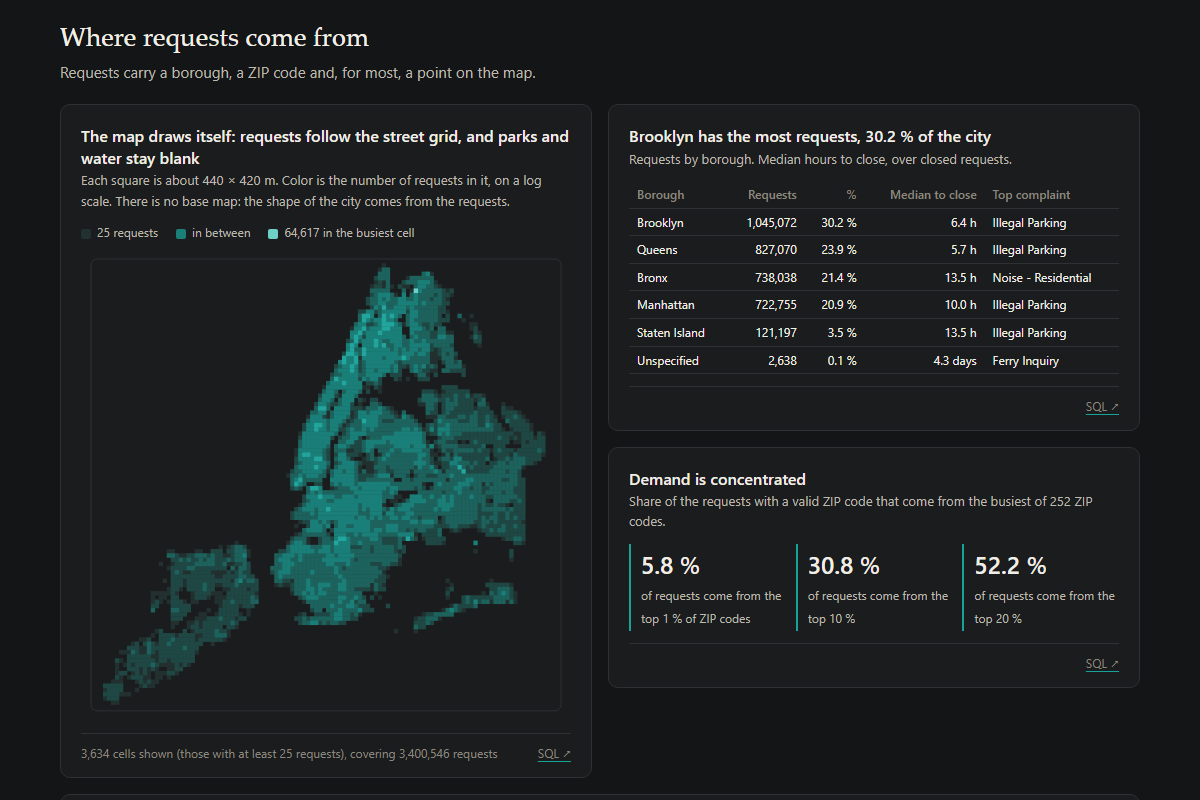 Where requests come from
Requests carry a borough, a ZIP code and, for most, a point on the map.
The map draws itself: requests follow the street grid, and parks and
water stay blank
Each square is about 440 × 420 m. Color is the number of requests in it, on a log
scale. There is no base map: the shape of the city comes from the requests.
25 requests in between 64,617 in the busiest cell
3,634 cells shown (those with at least 25 requests), covering 3,400,546 requests SQL ↗
Brooklyn has the most requests, 30.2 % of the city
Requests by borough. Median hours to close, over closed requests.
Borough Requests % Median to close Top complaint
Brooklyn 1,045,072 30.2 % 6.4 h Illegal Parking
Queens 827,070 23.9 % 5.7 h Illegal Parking
Bronx 738,038 21.4 % 13.5 h Noise - Residential
Manhattan 722,755 20.9 % 10.0 h Illegal Parking
Staten Island 121,197 3.5 % 13.5 h Illegal Parking
Unspecified 2,638 0.1 % 4.3 days Ferry Inquiry
SQL ↗
Demand is concentrated
Share of the requests with a valid ZIP code that come from the busiest of 252 ZIP
codes.
5.8 %
of requests come from the
top 1 % of ZIP codes
30.8 %
of requests come from the
top 10 %
52.2 %
of requests come from the
top 20 %
SQL ↗